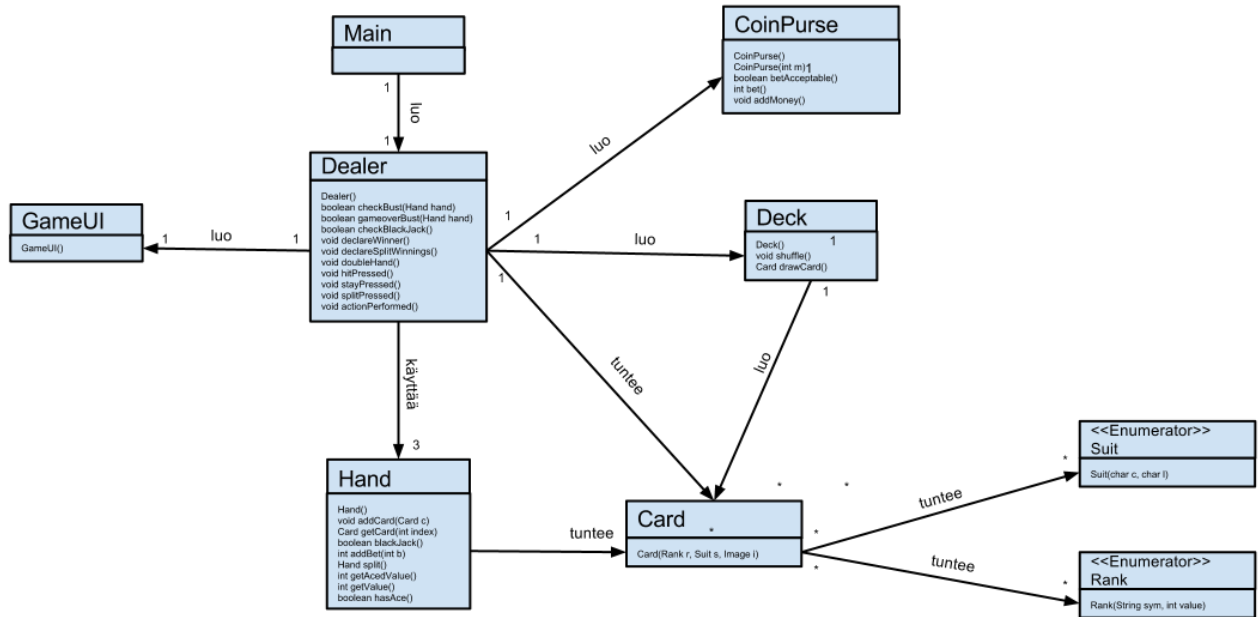 Main
1
luo
1
CoinPurse
CoinPurse()
CoinPurse(int m)1
boolean betAcceptable()
int bet()
void addMoney()
luo
1
Dealer
Dealer()
boolean checkBust(Hand hand)
boolean gameoverBust(Hand hand)
boolean checkBlackJack()
void declareWinner()
void declareSplitWinnings()
void doubleHand()
void hitPressed()
void stayPressed()
void splitPressed()
void actionPerformed()
GameUI
GameUI()
1
luo
1
1
luo
Deck
Deck()
1
void shuffle()
Card drawCard()
1
1
tuntee
luo
käyttää
3
Hand
Hand()
void addCard(Card c)
Card getCard(int index)
boolean blackJack()
int addBet(int b)
Hand split()
int getAcedValue()
int getValue()
boolean hasAce()
tuntee
*
*
Card
*
Card(Rank r, Suit s, Image i)
*
*
tuntee
*
<<Enumerator>>
Suit
Suit(char c, char l)
tuntee
*
<<Enumerator>>
Rank
Rank(String sym, int value)